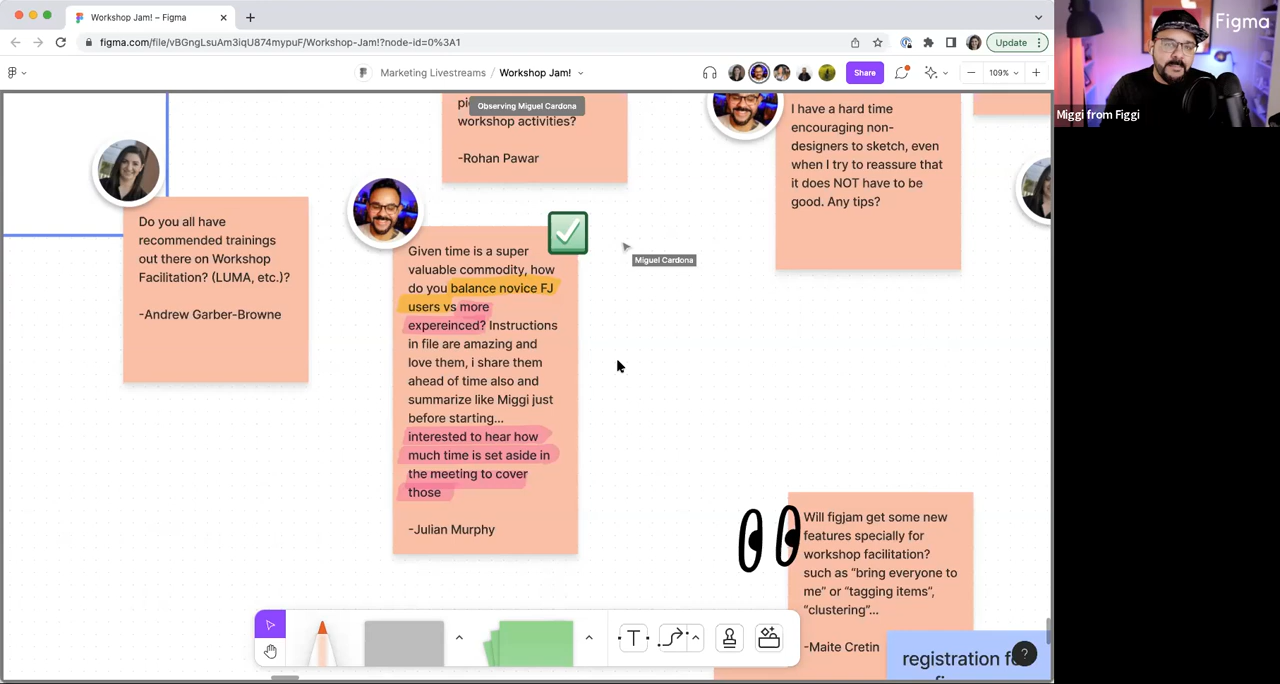 Workshop Jam! – Figma
figma.com/file/vBGngLsuAm3iqU874mypuF/Workshop-Jam!?node-id=0%3A1
Update
Marketing Livestreams / Workshop Jam!
Share
109%
Figma
Miggi from Figgi
Observing Miguel Cardona
workshop activities?
-Rohan Pawar
I have a hard time
encouraging non-
designers to sketch, even
when I try to reassure that
it does NOT have to be
good. Any tips?
Do you all have
recommended trainings
out there on Workshop
Facilitation? (LUMA, etc.)?
-Andrew Garber-Browne
Given time is a super
valuable commodity, how
do you balance novice FJ
users vs more
expereinced? Instructions
in file are amazing and
love them, i share them
ahead of time also and
summarize like Miggi just
before starting...
interested to hear how
much time is set aside in
the meeting to cover
those
-Julian Murphy
Miguel Cardona
Will figjam get some new
features specially for
workshop facilitation?
such as “bring everyone to
me” or “tagging items”,
“clustering”...
-Maite Cretin
registration
T
?